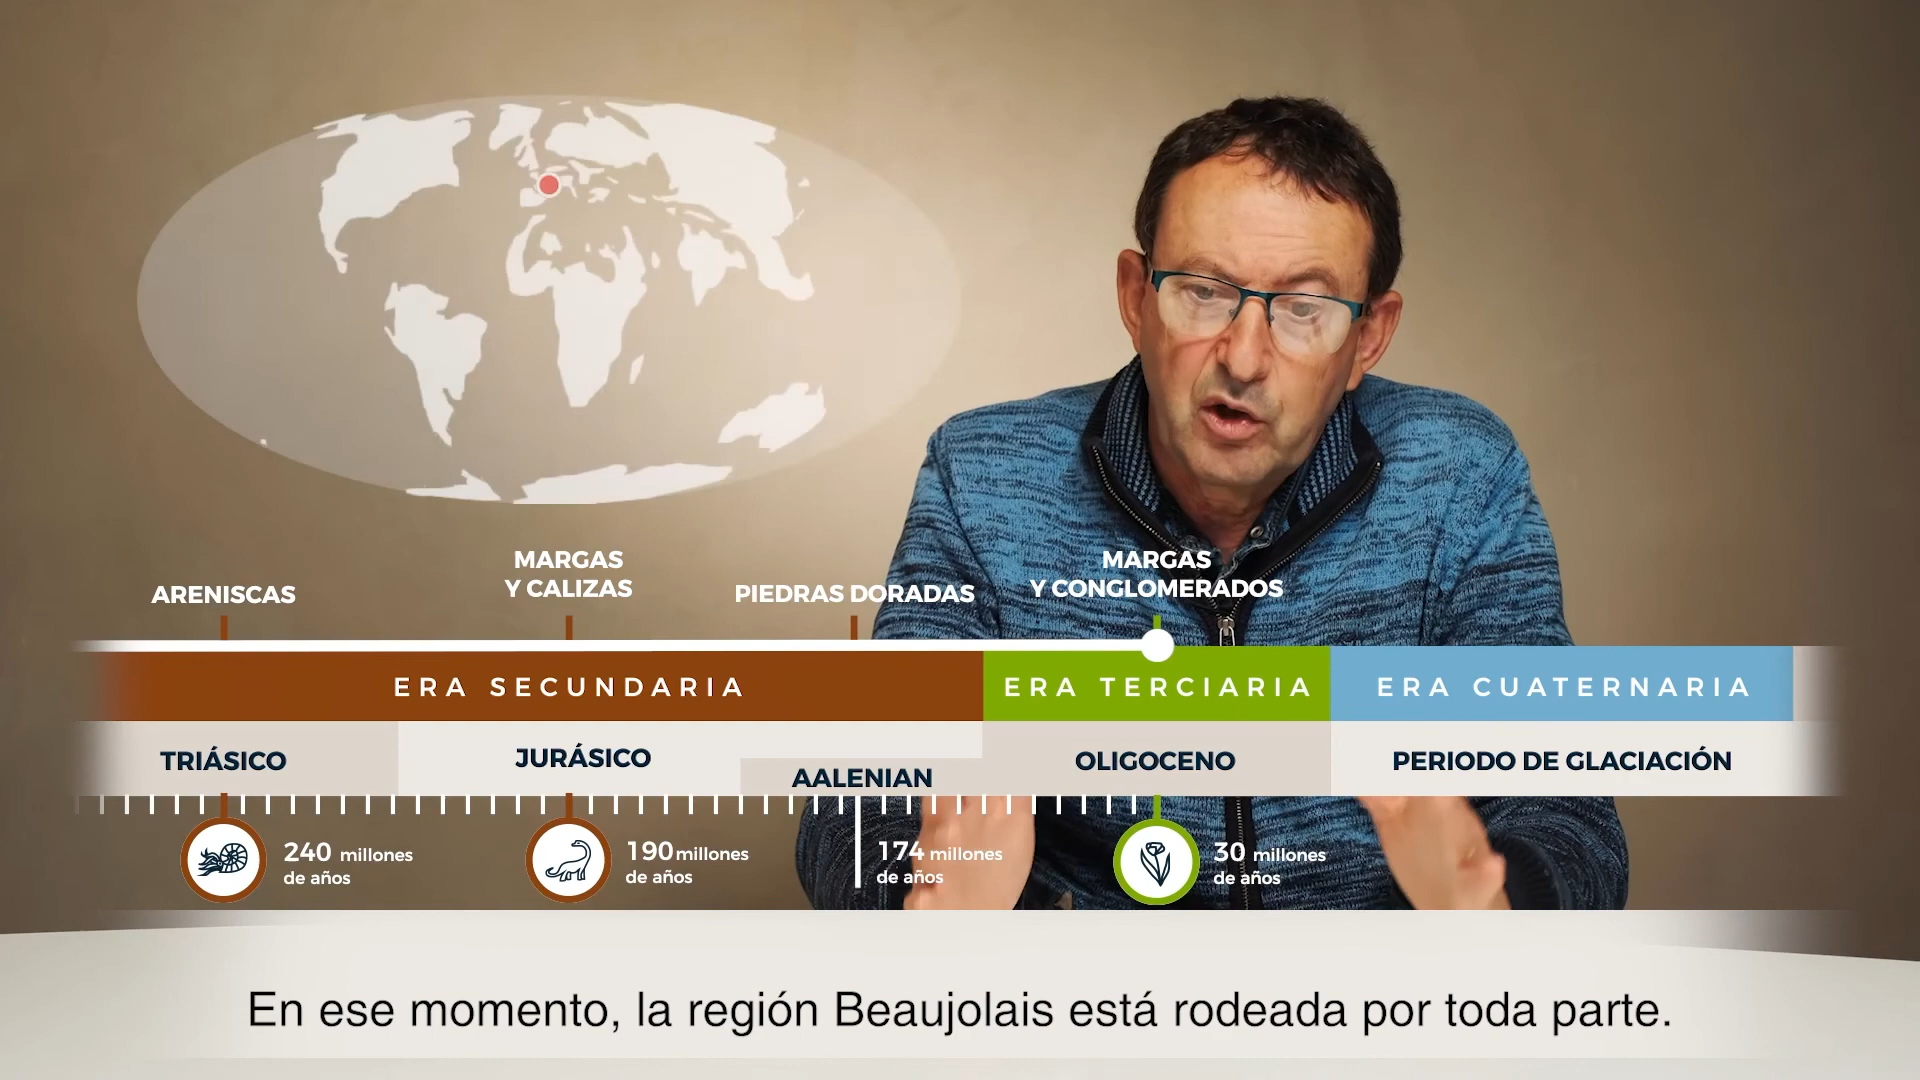 MARGAS
Y CALIZAS
MARGAS
Y CONGLOMERADOS
ARENISCAS
PIEDRAS DORADAS
ERA SECUNDARIA
ERA TERCIARIA
ERA CUATERNARIA
TRIÁSICO
JURÁSICO
AALENIAN
OLIGOCENO
PERIODO DE GLACIACIÓN
240 millones
de años
190 millones
de años
174 millones
de años
30 millones
de años
En ese momento, la región Beaujolais está rodeada por toda parte.